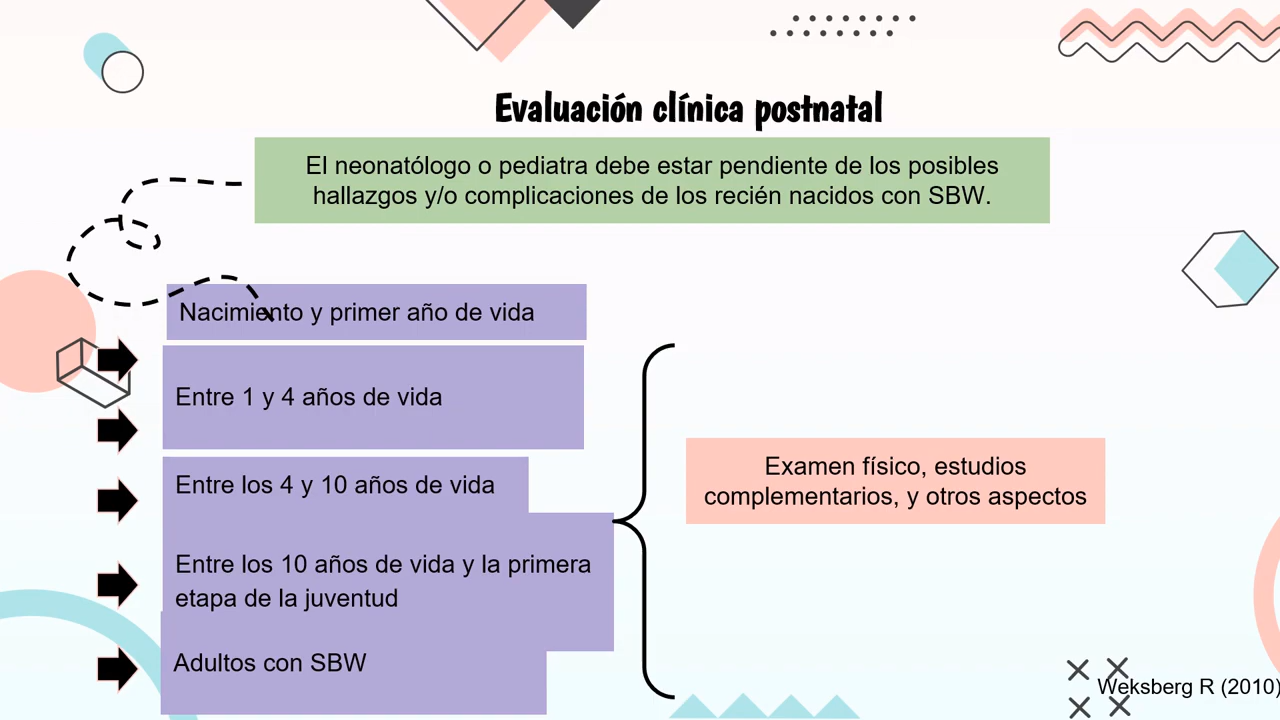 Evaluación clínica postnatal
El neonatólogo o pediatra debe estar pendiente de los posibles
hallazgos y/o complicaciones de los recién nacidos con SBW.
Nacimiento y primer año de vida
Entre 1 y 4 años de vida
Entre los 4 y 10 años de vida
Entre los 10 años de vida y la primera
etapa de la juventud
Adultos con SBW
Examen físico, estudios
complementarios, y otros aspectos
Weksberg R (2010)